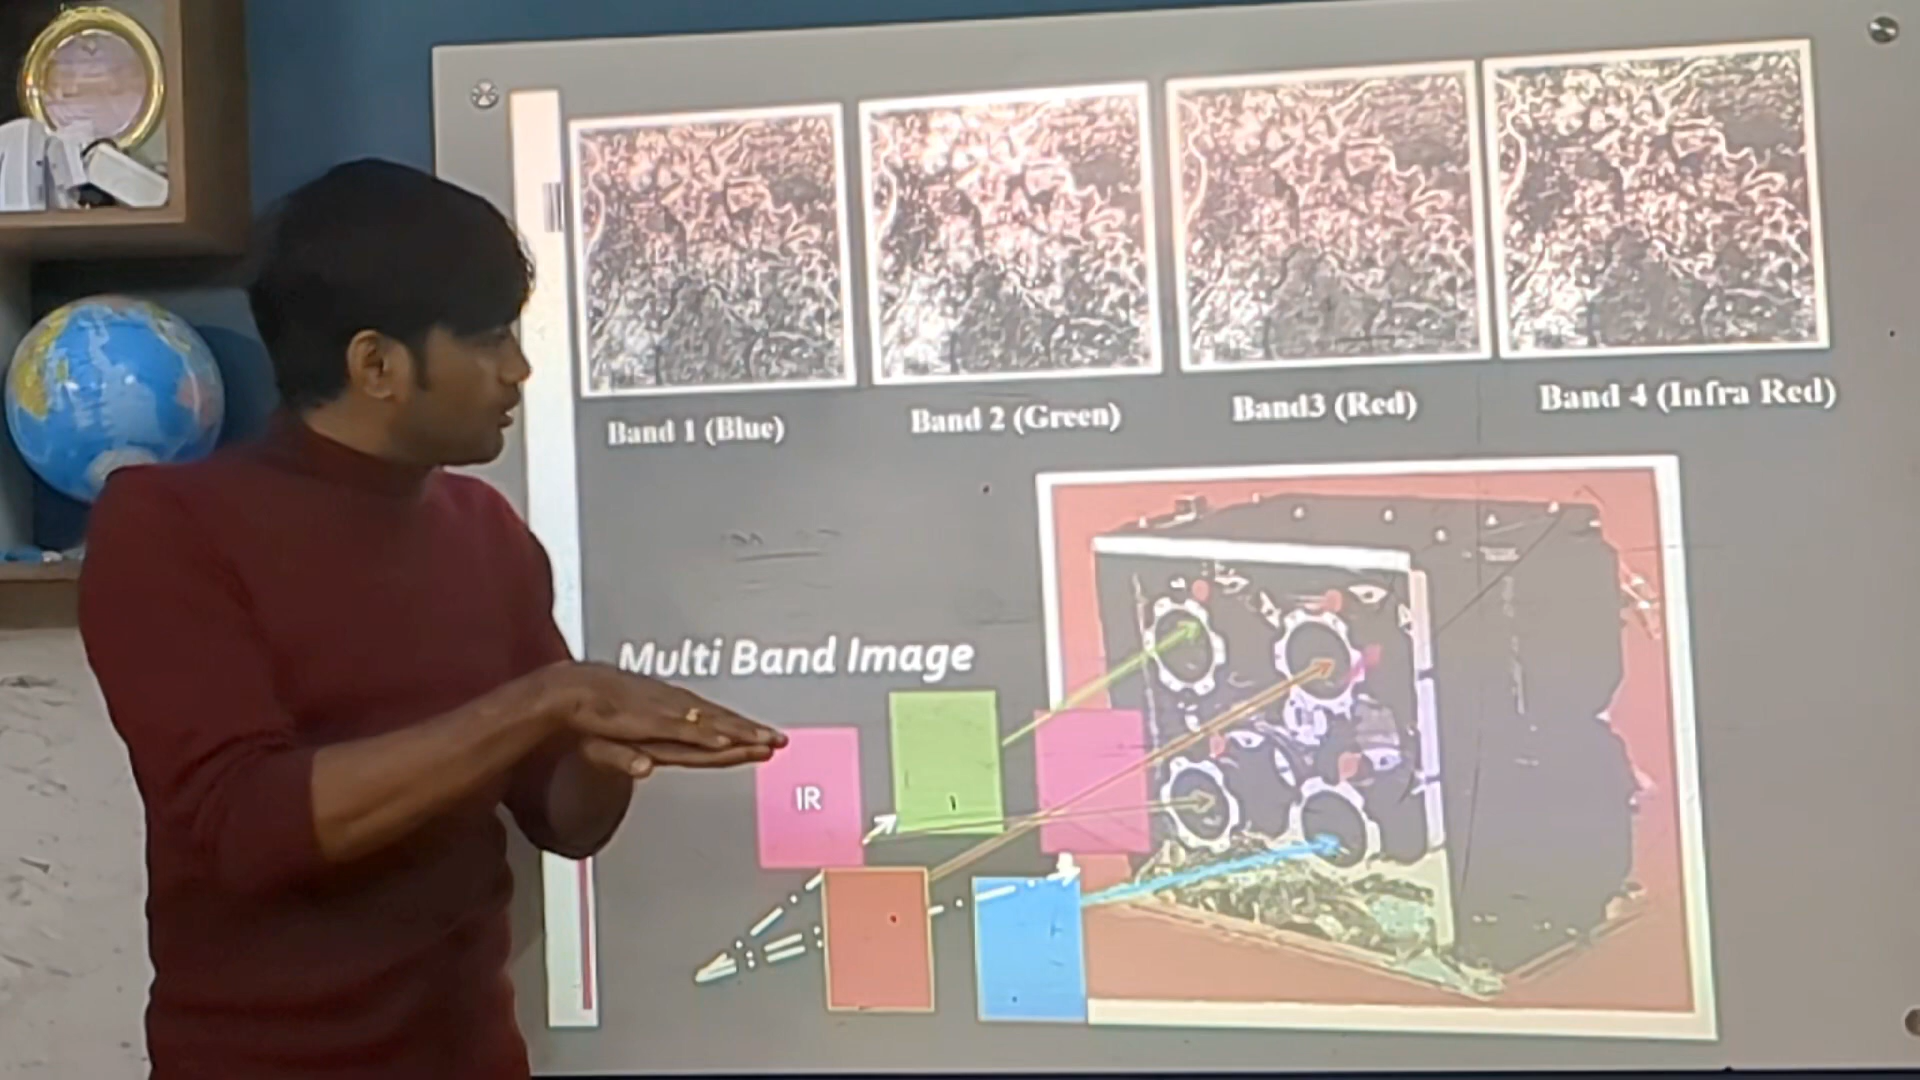 Band 1 (Blue)
Band 2 (Green)
Band3 (Red)
Band 4 (Infra Red)
Multi Band Image
IR